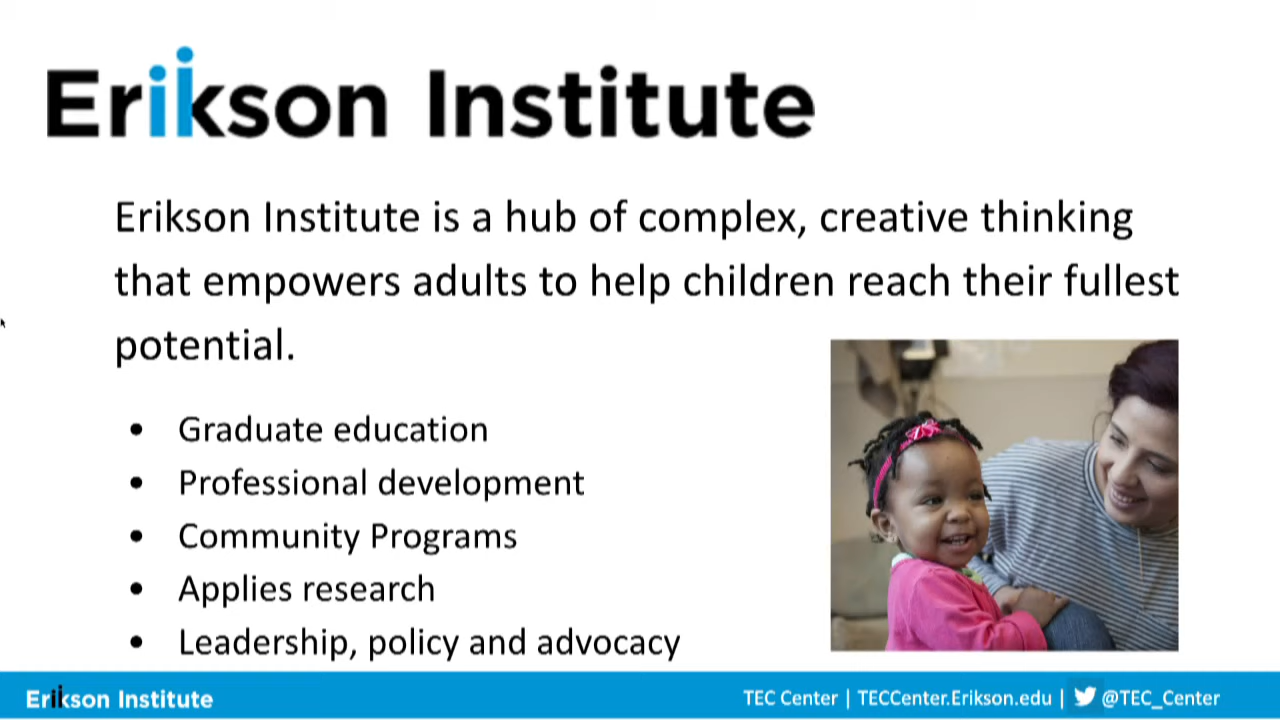 Erikson Institute
Erikson Institute is a hub of complex, creative thinking
that empowers adults to help children reach their fullest
potential.
• Graduate education
• Professional development
• Community Programs
• Applies research
• Leadership, policy and advocacy
Erikson Institute
TEC Center | TECCenter.Erikson.edu | @TEC_Center